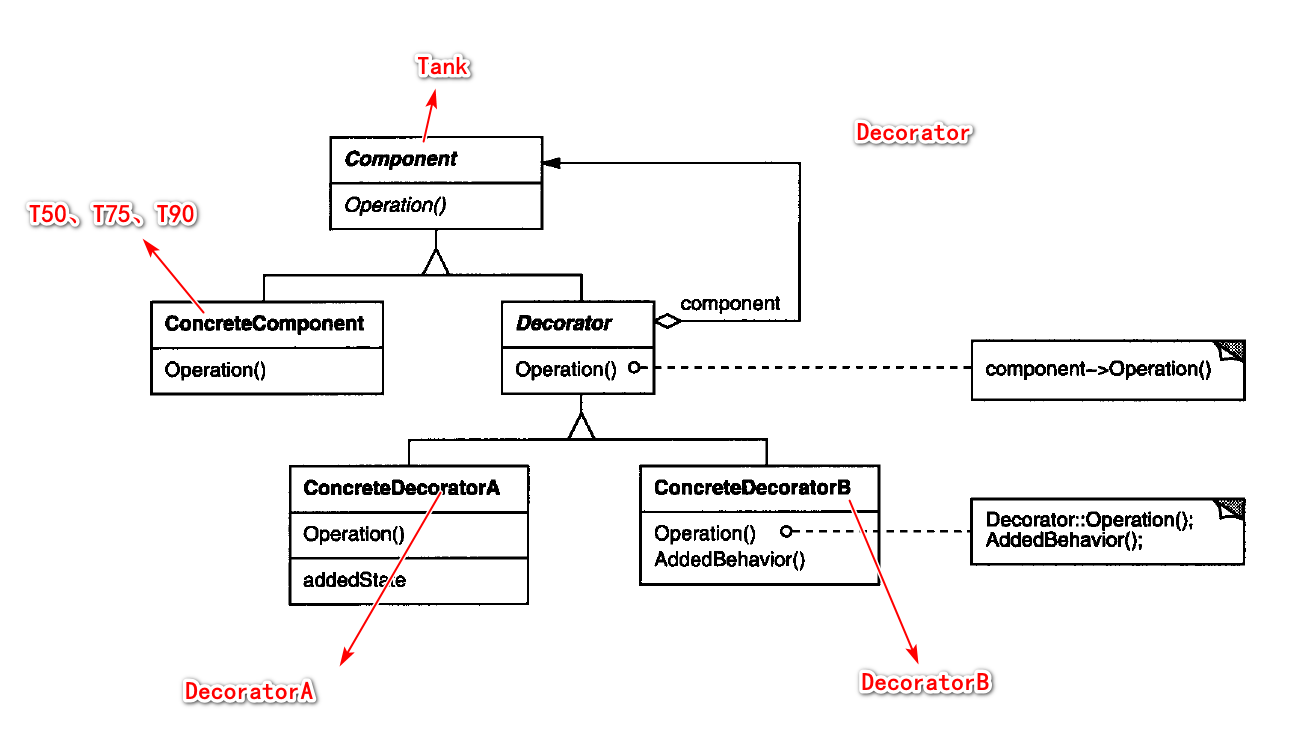 Tank
Decorator
Component
Operation()
T50、T75、T90
component
ConcreteComponent
Operation()
Decorator
Operation()
component->Operation()
ConcreteDecoratorA
Operation()
addedState
ConcreteDecoratorB
Operation()
AddedBehavior()
Decorator::Operation();
AddedBehavior();
DecoratorA
DecoratorB